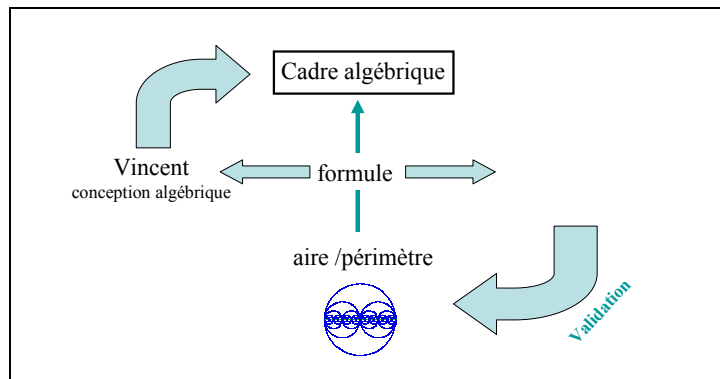 Cadre algébrique
Vincent
conception algébrique
formule
aire /périmètre
Validation